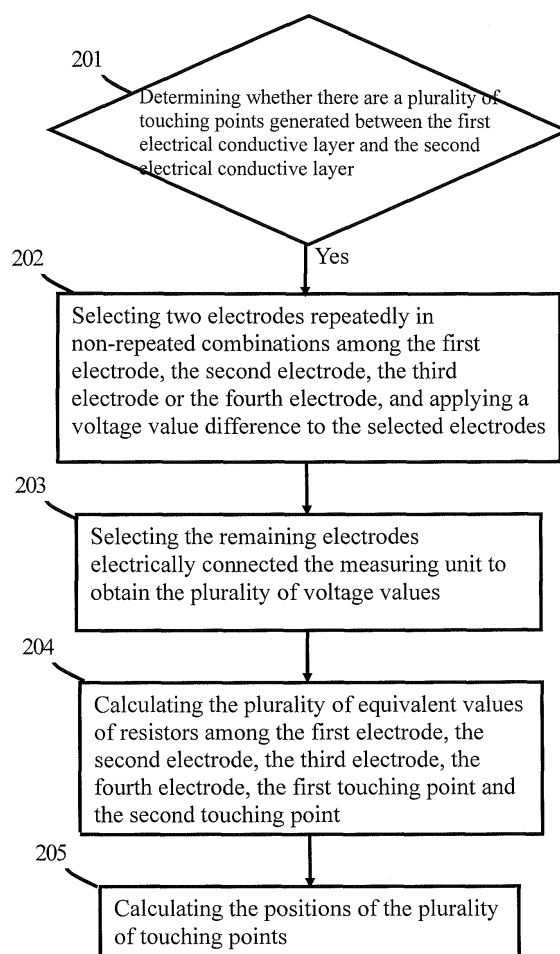 201
Determining whether there are a plurality of
touching points generated between the first
electrical conductive layer and the second
electrical conductive layer
Yes
202
Selecting two electrodes repeatedly in
non-repeated combinations among the first
electrode, the second electrode, the third
electrode or the fourth electrode, and applying a
voltage value difference to the selected electrodes
203
Selecting the remaining electrodes
electrically connected the measuring unit to
obtain the plurality of voltage values
204
Calculating the plurality of equivalent values
of resistors among the first electrode, the
second electrode, the third electrode, the
fourth electrode, the first touching point and
the second touching point
205
Calculating the positions of the plurality
of touching points